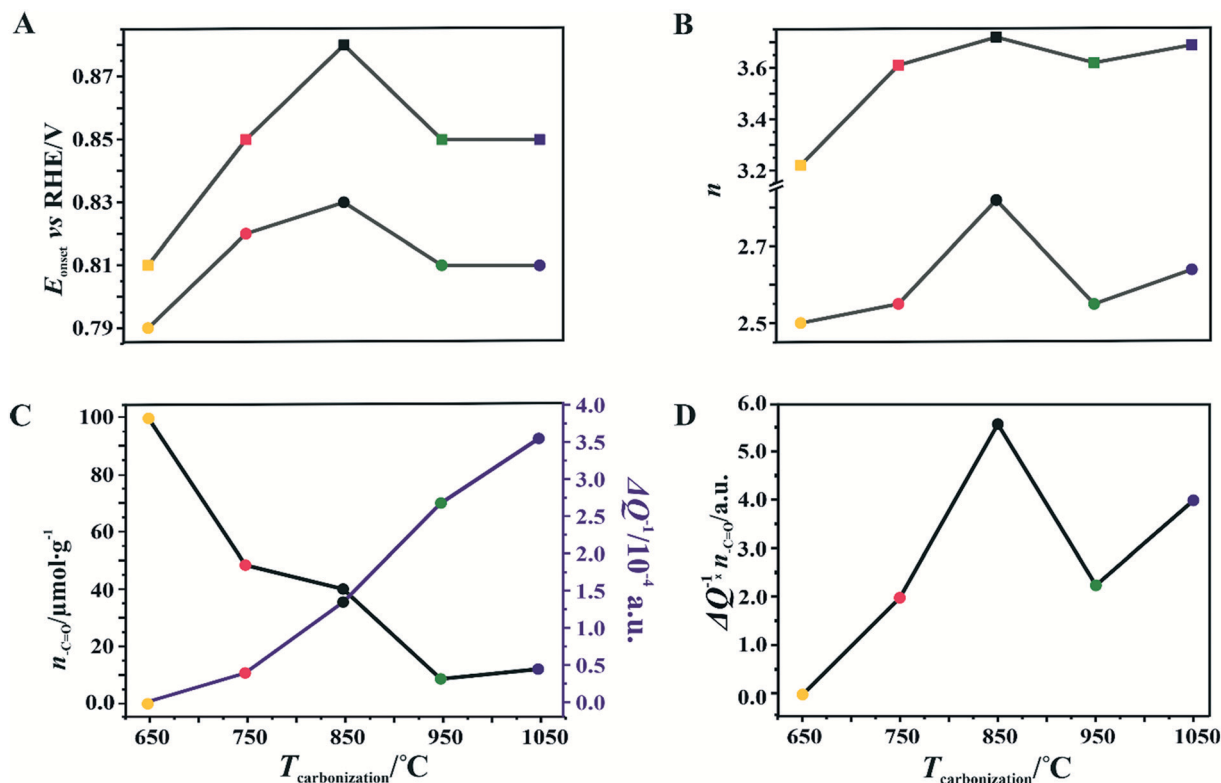 A
E_onset vs RHE/V
0.87
0.85
0.83
0.81
0.79
B
n
3.6
3.4
3.2
2.7
2.5
C
n_-C=O/μmol·g⁻¹
100
80
60
40
20
0.0
4.0
3.5
3.0
2.5
2.0
1.5
1.0
0.5
0.0
ΔQ⁻¹/10⁻⁴ a.u.
650 750 850 950 1050
T_carbonization/°C
D
ΔQ⁻¹ × n_-C=O/a.u.
6.0
5.0
4.0
3.0
2.0
1.0
0.0
650 750 850 950 1050
T_carbonization/°C